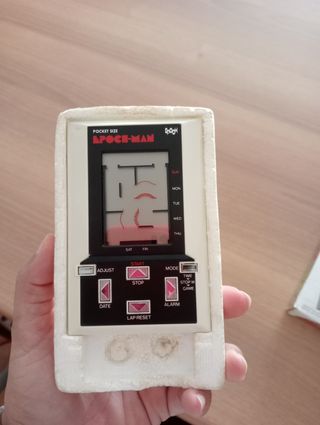 POCKET SIZE
EPOCH-MAN
EPOCH
SUN
MON
TUE
WED
THU
SAT FRI
START
ADJUST
MODE
STOP
TIME
STOP W
GAME
DATE
ALARM
LAP/RESET